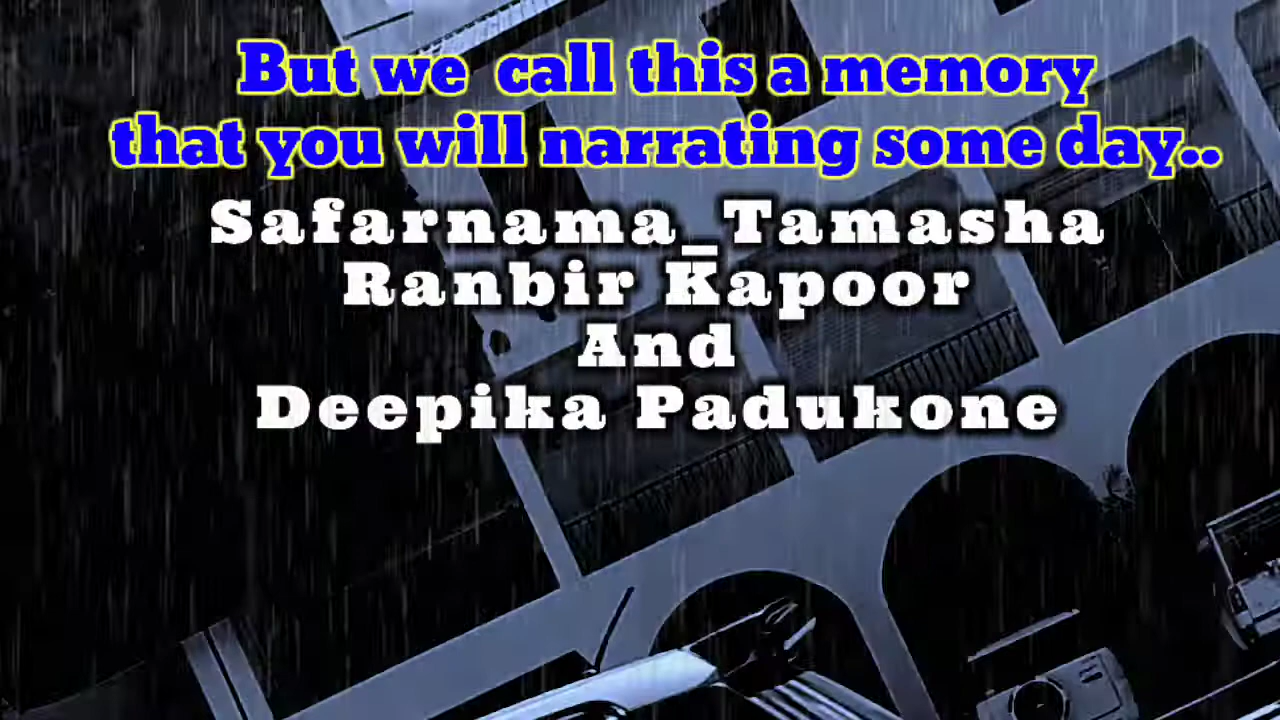 But we call this a memory
that you will narrating some day..
Safarnama_Tamasha
Ranbir Kapoor
And
Deepika Padukone